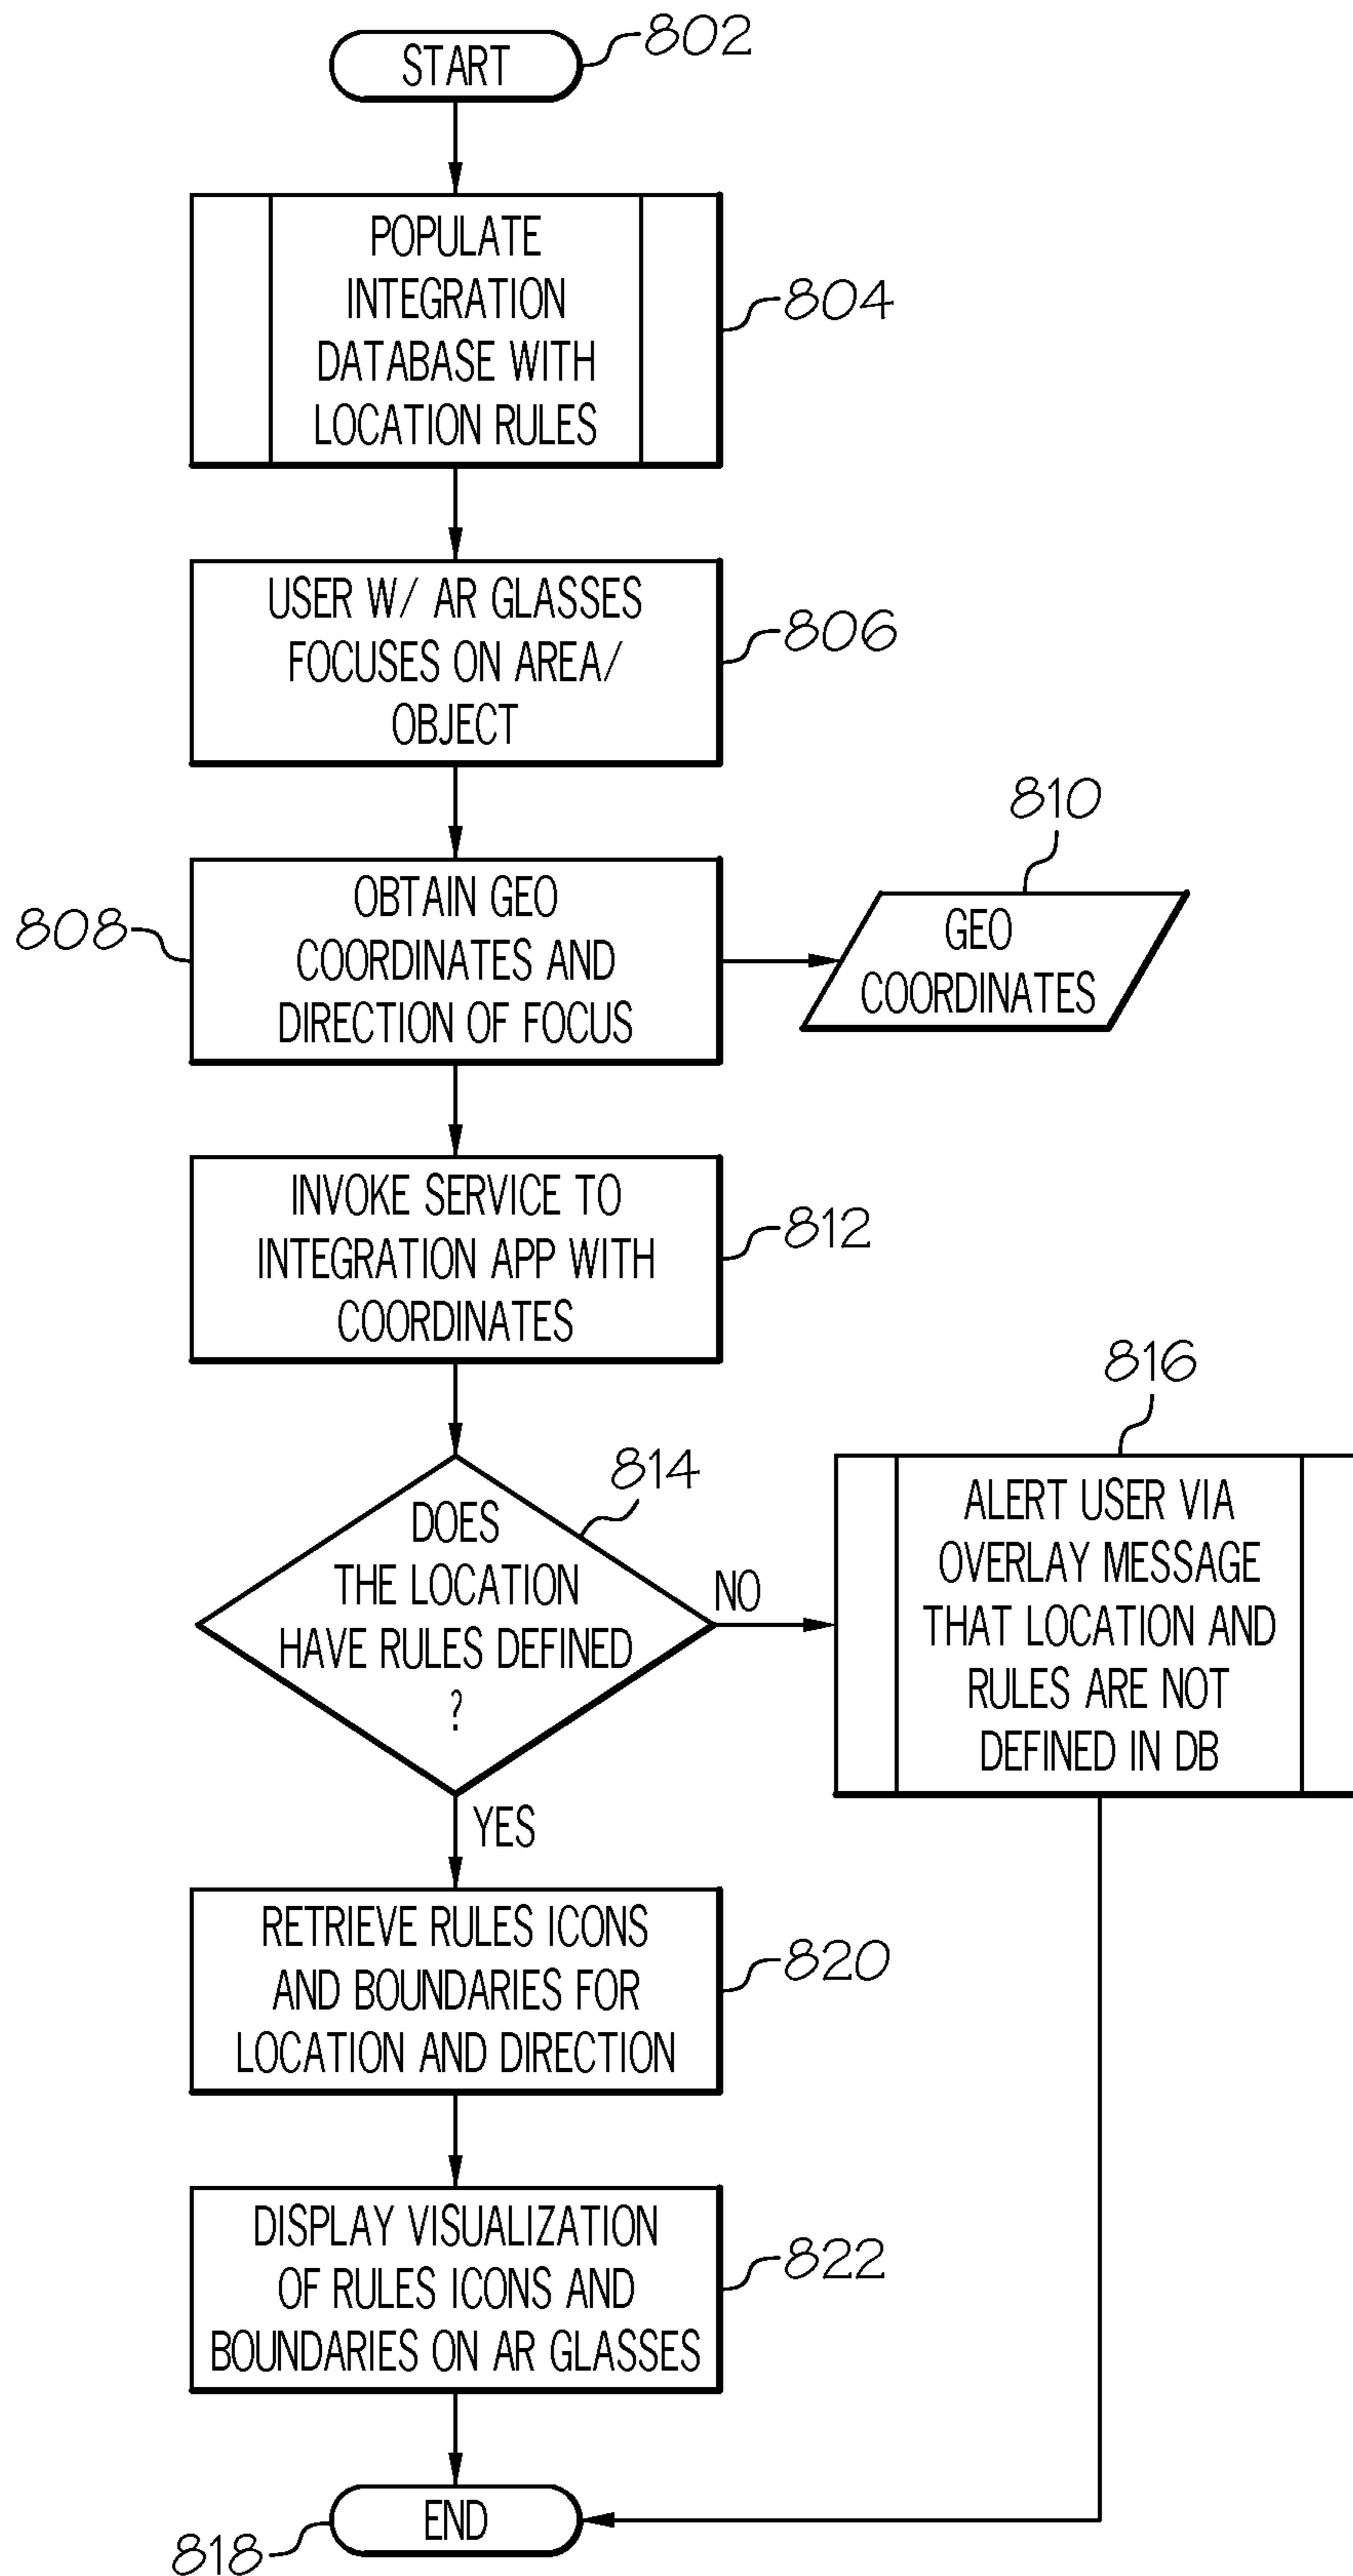 START
802
POPULATE
INTEGRATION
DATABASE WITH
LOCATION RULES
804
USER W/ AR GLASSES
FOCUSES ON AREA/
OBJECT
806
808
OBTAIN GEO
COORDINATES AND
DIRECTION OF FOCUS
810
GEO
COORDINATES
INVOKE SERVICE TO
INTEGRATION APP WITH
COORDINATES
812
814
DOES
THE LOCATION
HAVE RULES DEFINED
?
NO
816
ALERT USER VIA
OVERLAY MESSAGE
THAT LOCATION AND
RULES ARE NOT
DEFINED IN DB
YES
RETRIEVE RULES ICONS
AND BOUNDARIES FOR
LOCATION AND DIRECTION
820
DISPLAY VISUALIZATION
OF RULES ICONS AND
BOUNDARIES ON AR GLASSES
822
END
818